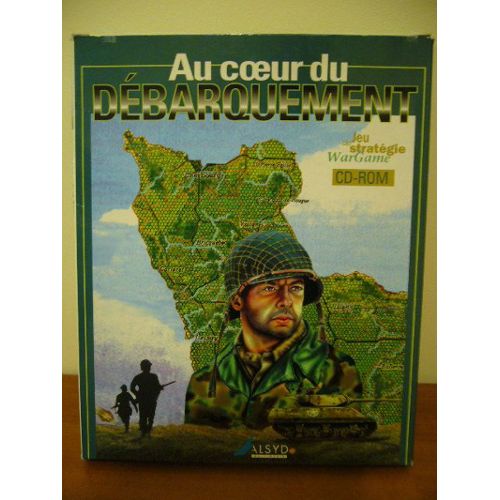 Au cœur du
DÉBARQUEMENT
Jeu
stratégie
WarGame
CD-ROM
ALSYD